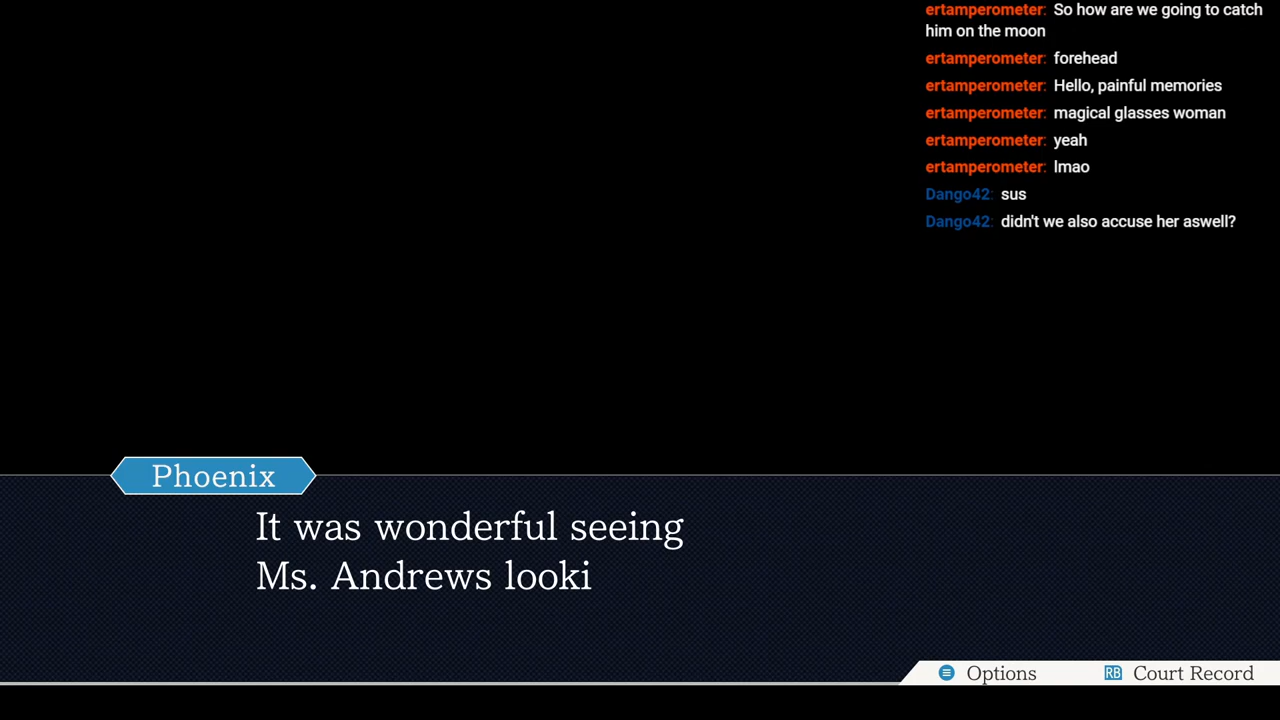 ertamperometer: So how are we going to catch
him on the moon
ertamperometer: forehead
ertamperometer: Hello, painful memories
ertamperometer: magical glasses woman
ertamperometer: yeah
ertamperometer: lmao
Dango42: sus
Dango42: didn't we also accuse her aswell?
Phoenix
It was wonderful seeing
Ms. Andrews looki
Options
RB Court Record